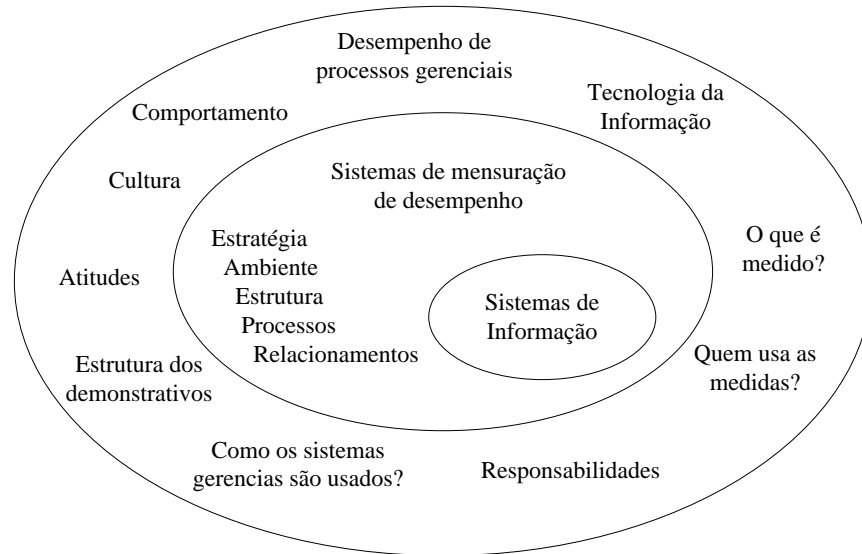 Desempenho de
processos gerenciais
Tecnologia da
Informação
Comportamento
Sistemas de mensuração
de desempenho
Cultura
Estratégia
Ambiente
Estrutura
Processos
Relacionamentos
O que é
medido?
Atitudes
Sistemas de
Informação
Estrutura dos
demonstrativos
Quem usa as
medidas?
Como os sistemas
gerencias são usados?
Responsabilidades